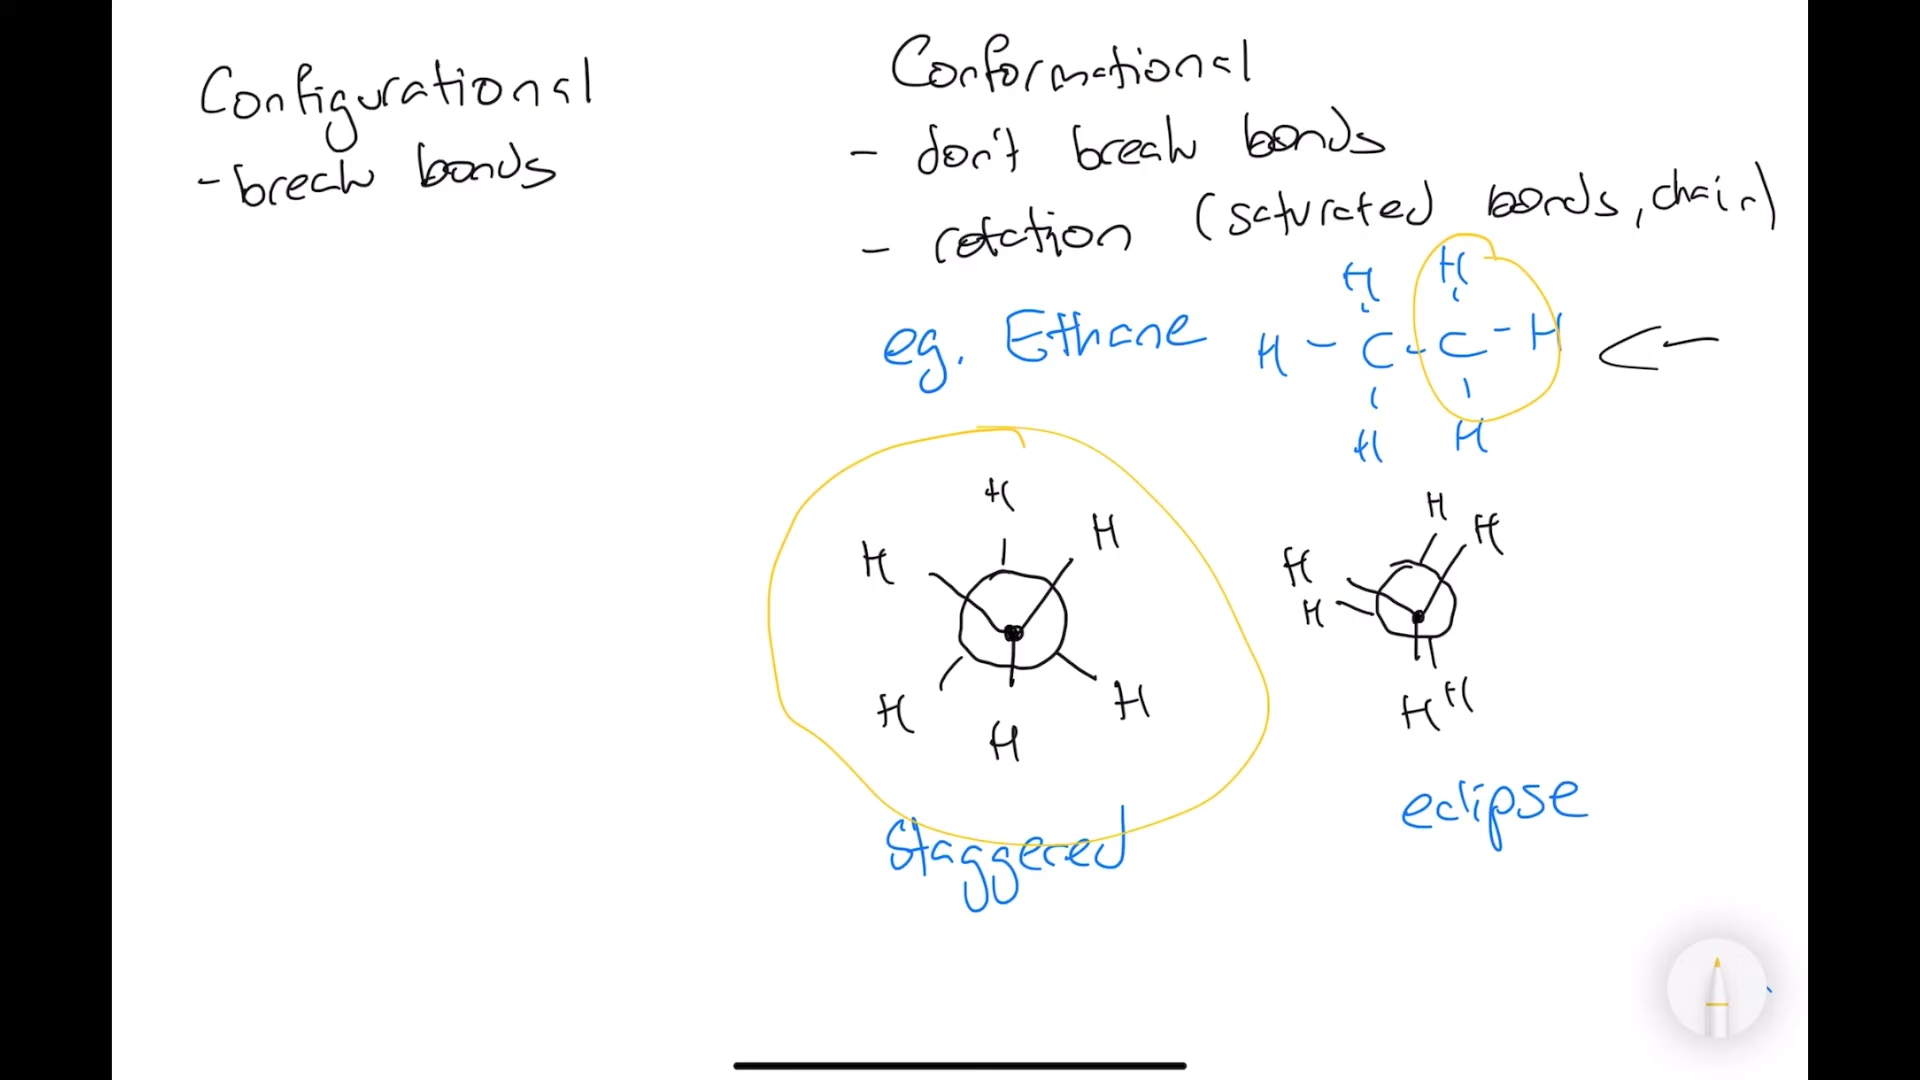 Configurational
- break bonds
Conformational
- don't break bonds
- rotation (saturated bonds, chain)
eg. Ethane
H H
H - C - C - H
H H
H
H H
H H
H
staggered
H H
H
H
H H
eclipse